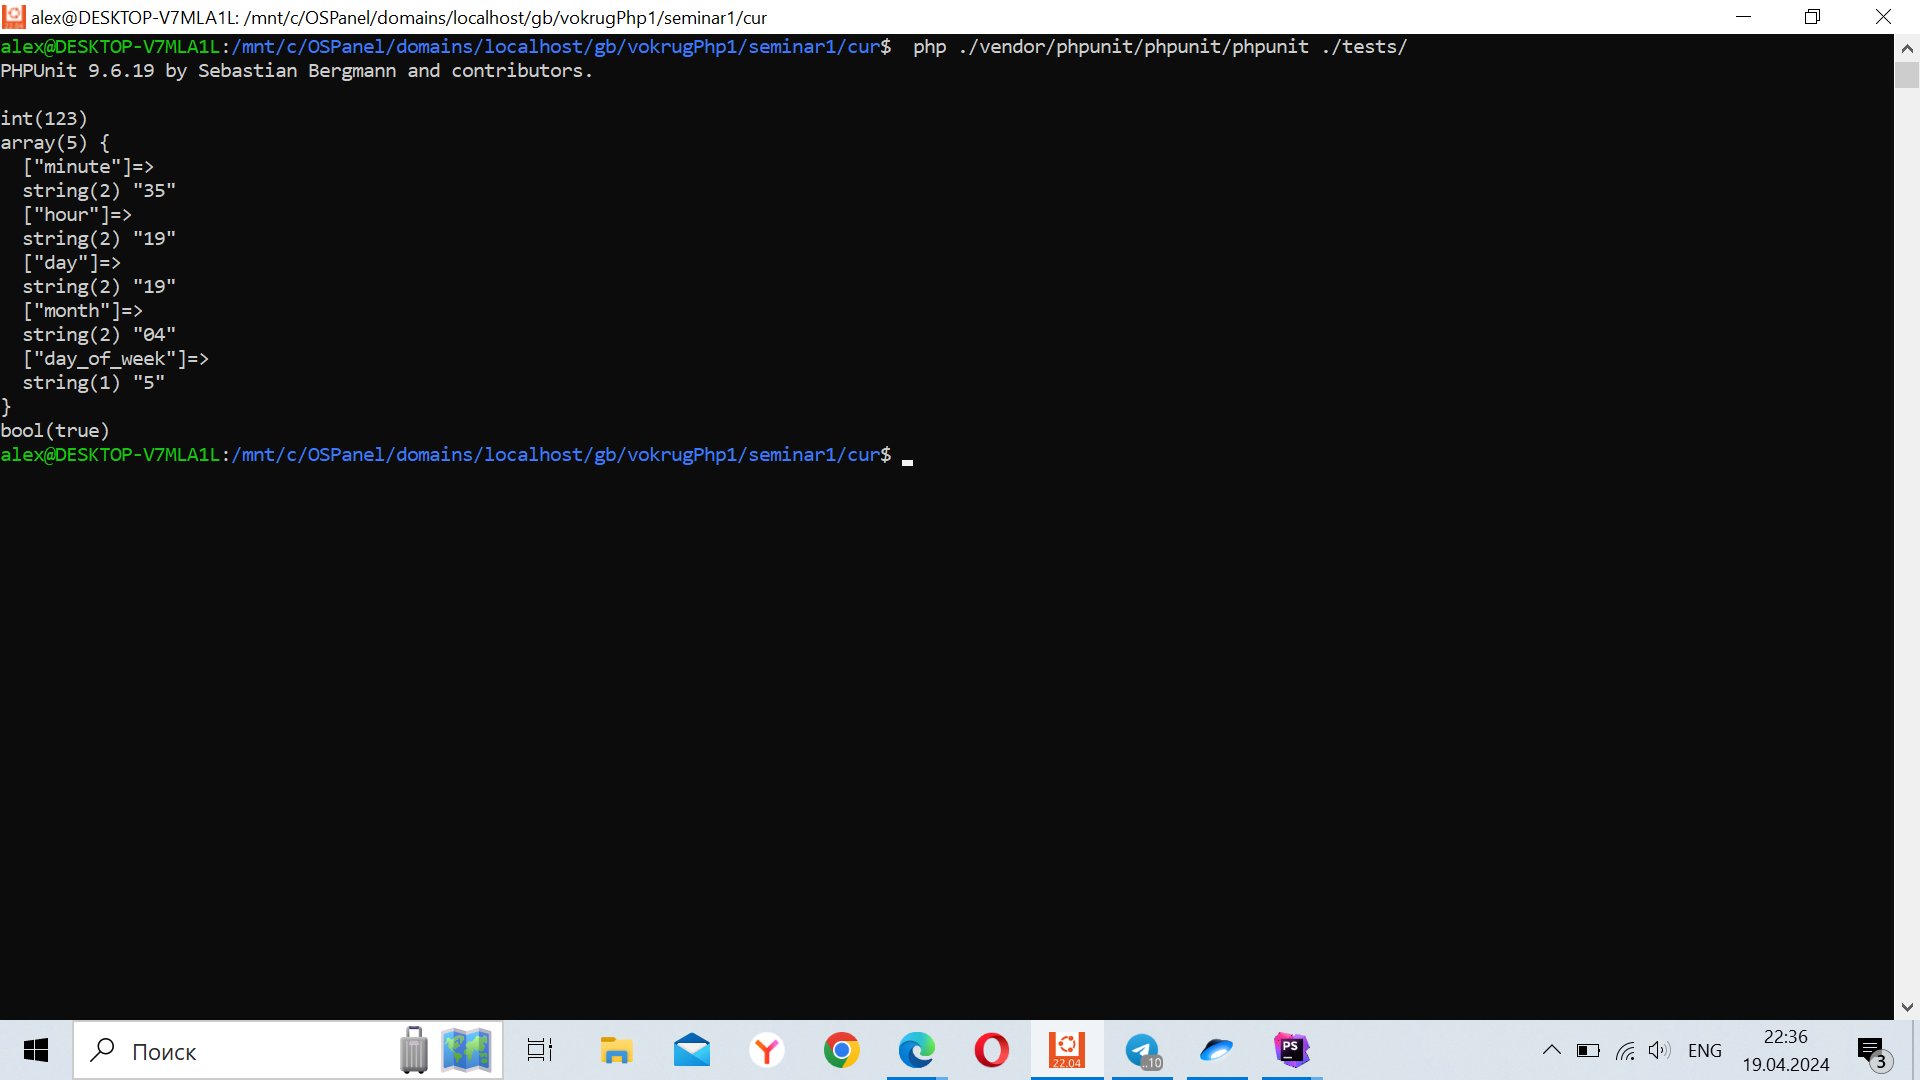 alex@DESKTOP-V7MLA1L: /mnt/c/OSPanel/domains/localhost/gb/vokrugPhp1/seminar1/cur
alex@DESKTOP-V7MLA1L:/mnt/c/OSPanel/domains/localhost/gb/vokrugPhp1/seminar1/cur$  php ./vendor/phpunit/phpunit/phpunit ./tests/
PHPUnit 9.6.19 by Sebastian Bergmann and contributors.

int(123)
array(5) {
  ["minute"]=>
  string(2) "35"
  ["hour"]=>
  string(2) "19"
  ["day"]=>
  string(2) "19"
  ["month"]=>
  string(2) "04"
  ["day_of_week"]=>
  string(1) "5"
}
bool(true)
alex@DESKTOP-V7MLA1L:/mnt/c/OSPanel/domains/localhost/gb/vokrugPhp1/seminar1/cur$
Поиск
22.04
..10
PS
ENG
22:36
19.04.2024
3